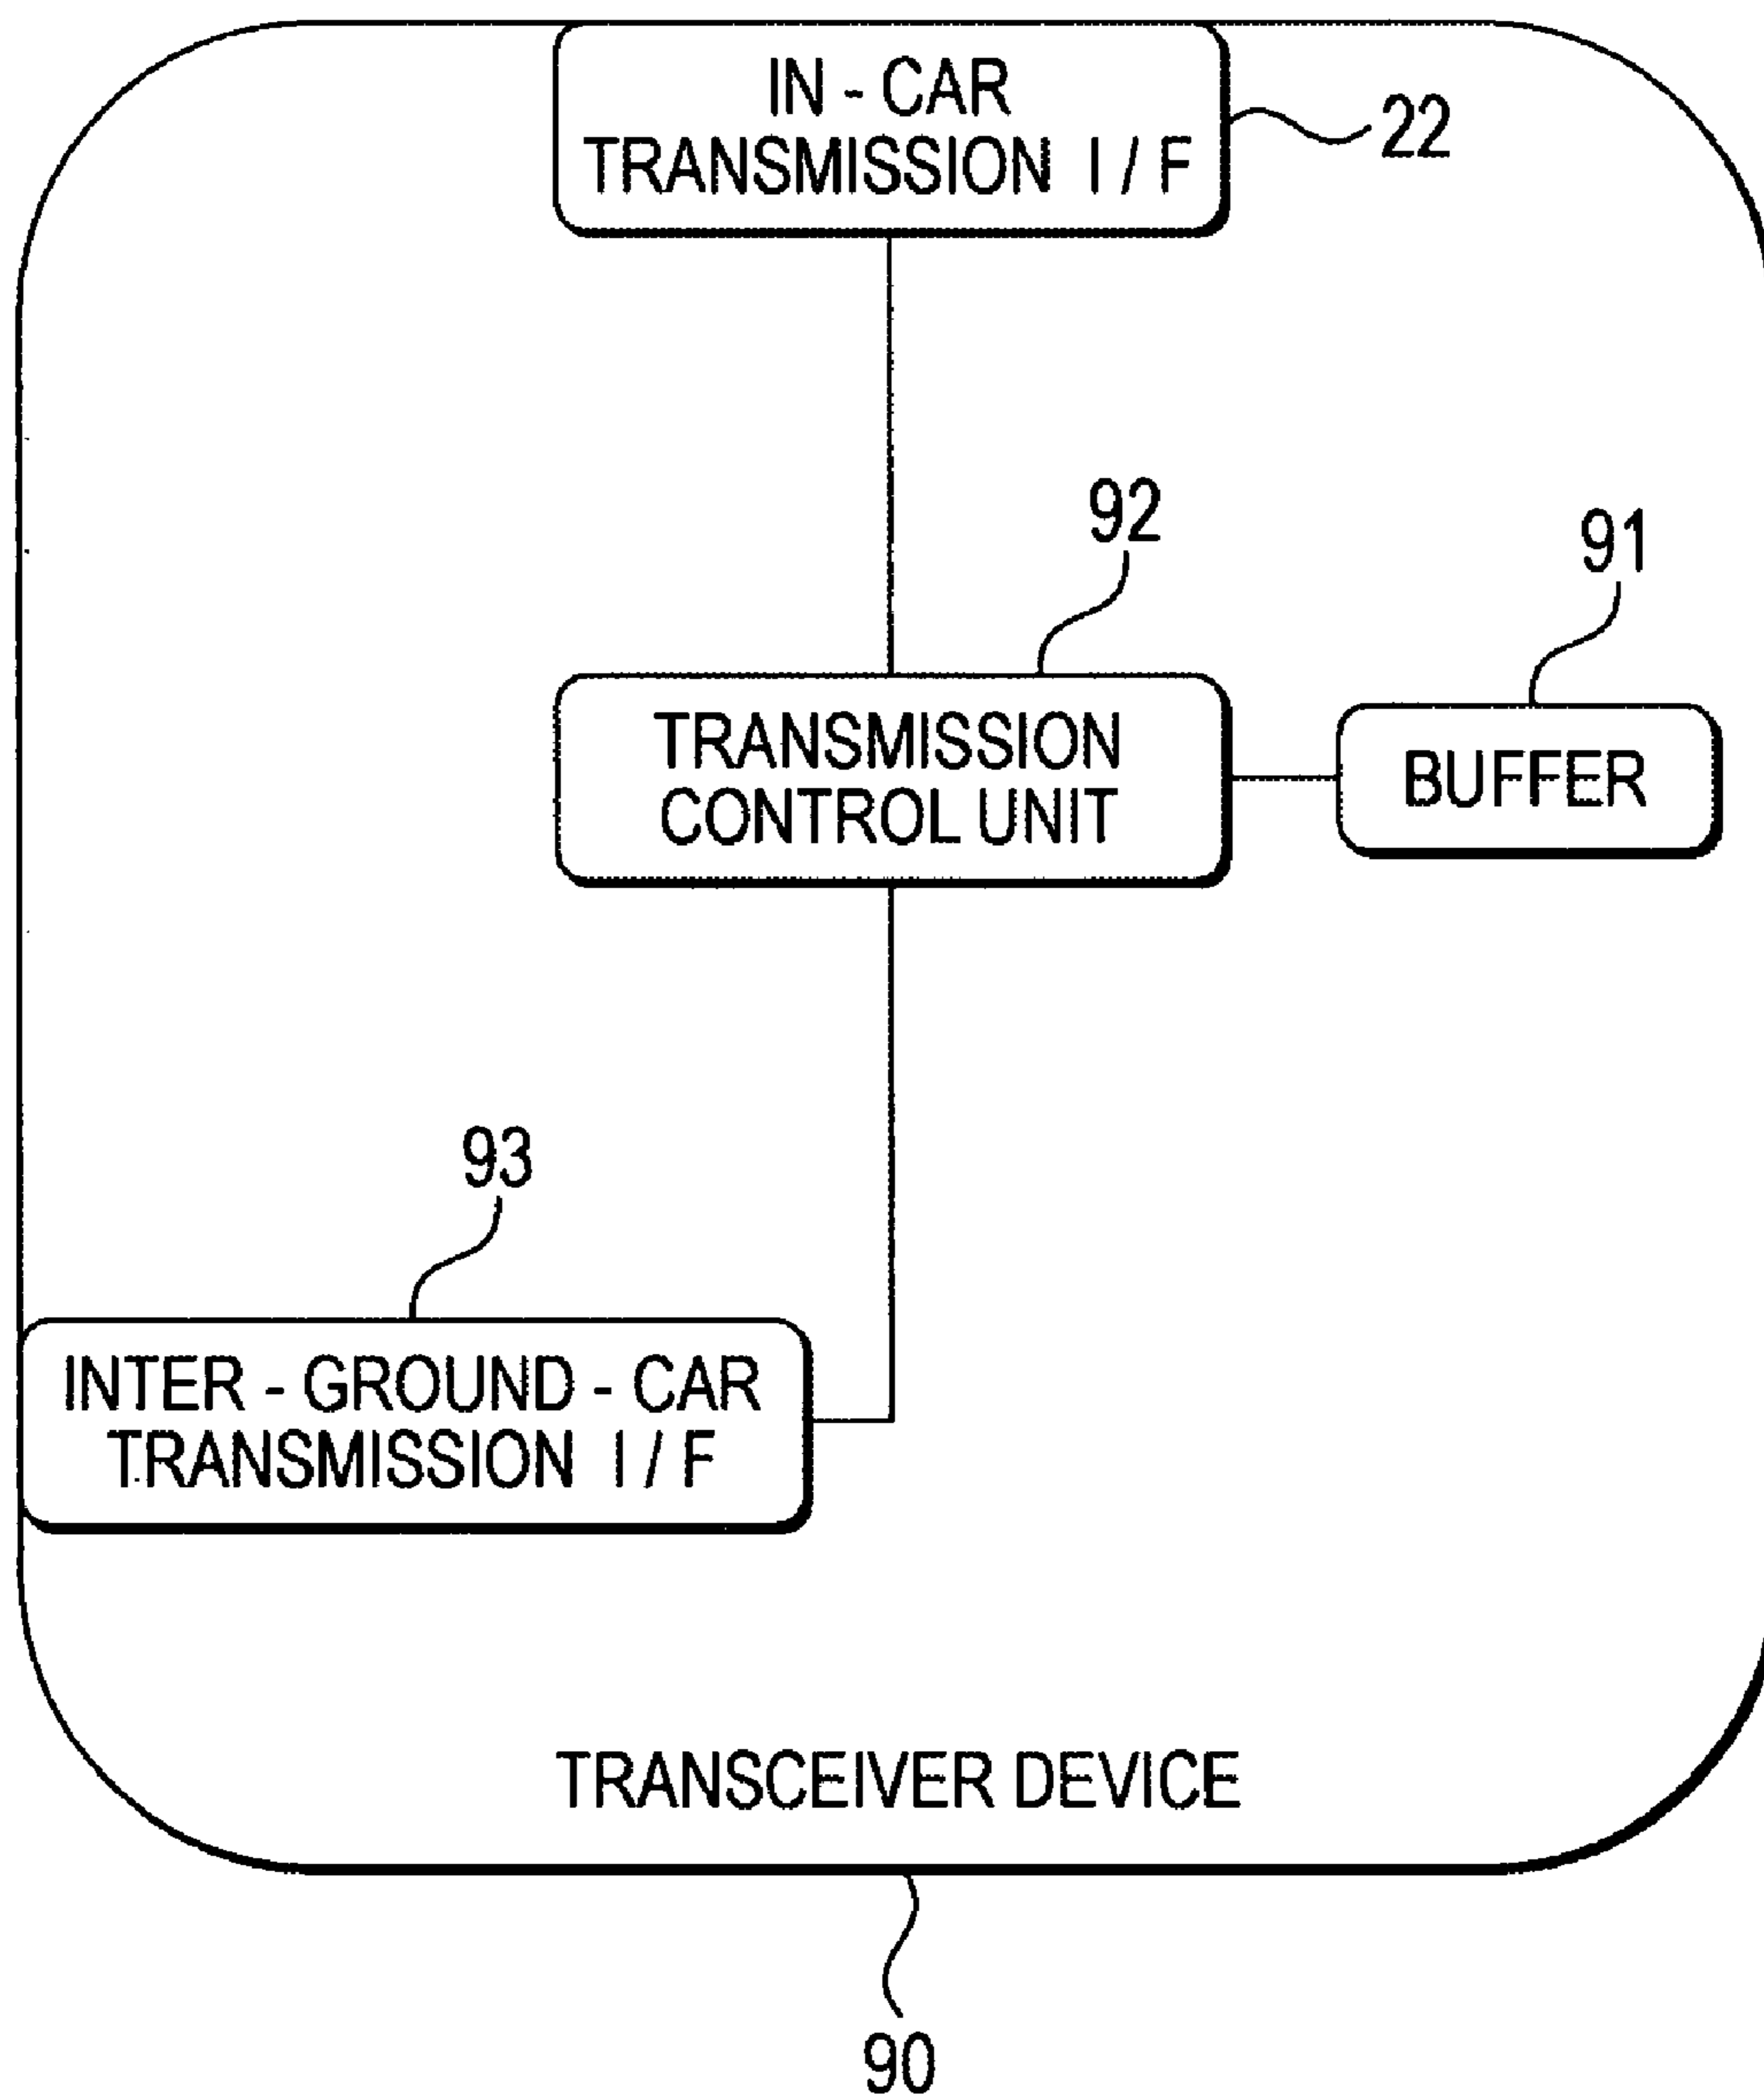 IN - CAR
TRANSMISSION I / F
22
92
91
TRANSMISSION
CONTROL UNIT
BUFFER
93
INTER - GROUND - CAR
TRANSMISSION I / F
TRANSCEIVER DEVICE
90